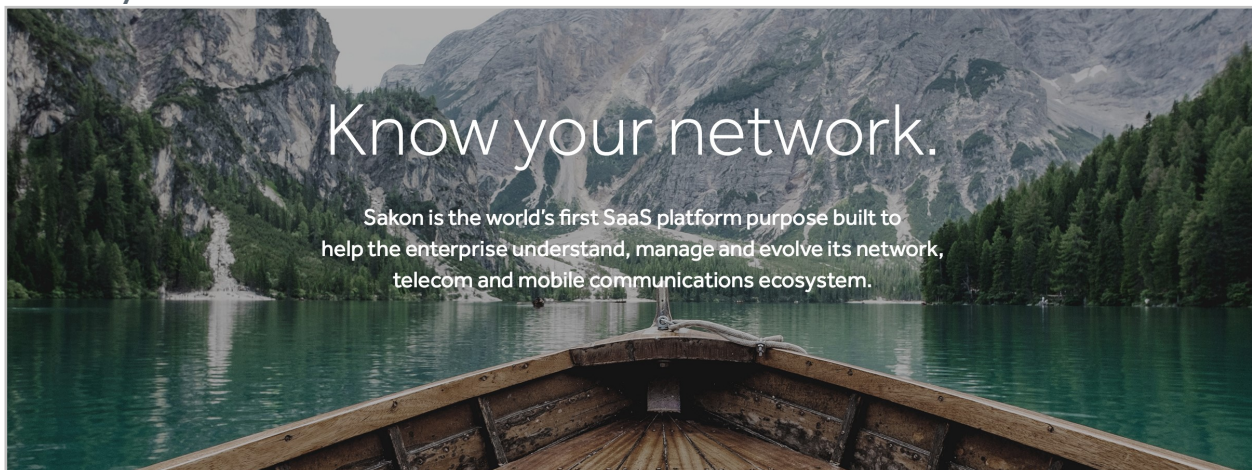 Know your network.
Sakon is the world's first SaaS platform purpose built to
help the enterprise understand, manage and evolve its network,
telecom and mobile communications ecosystem.